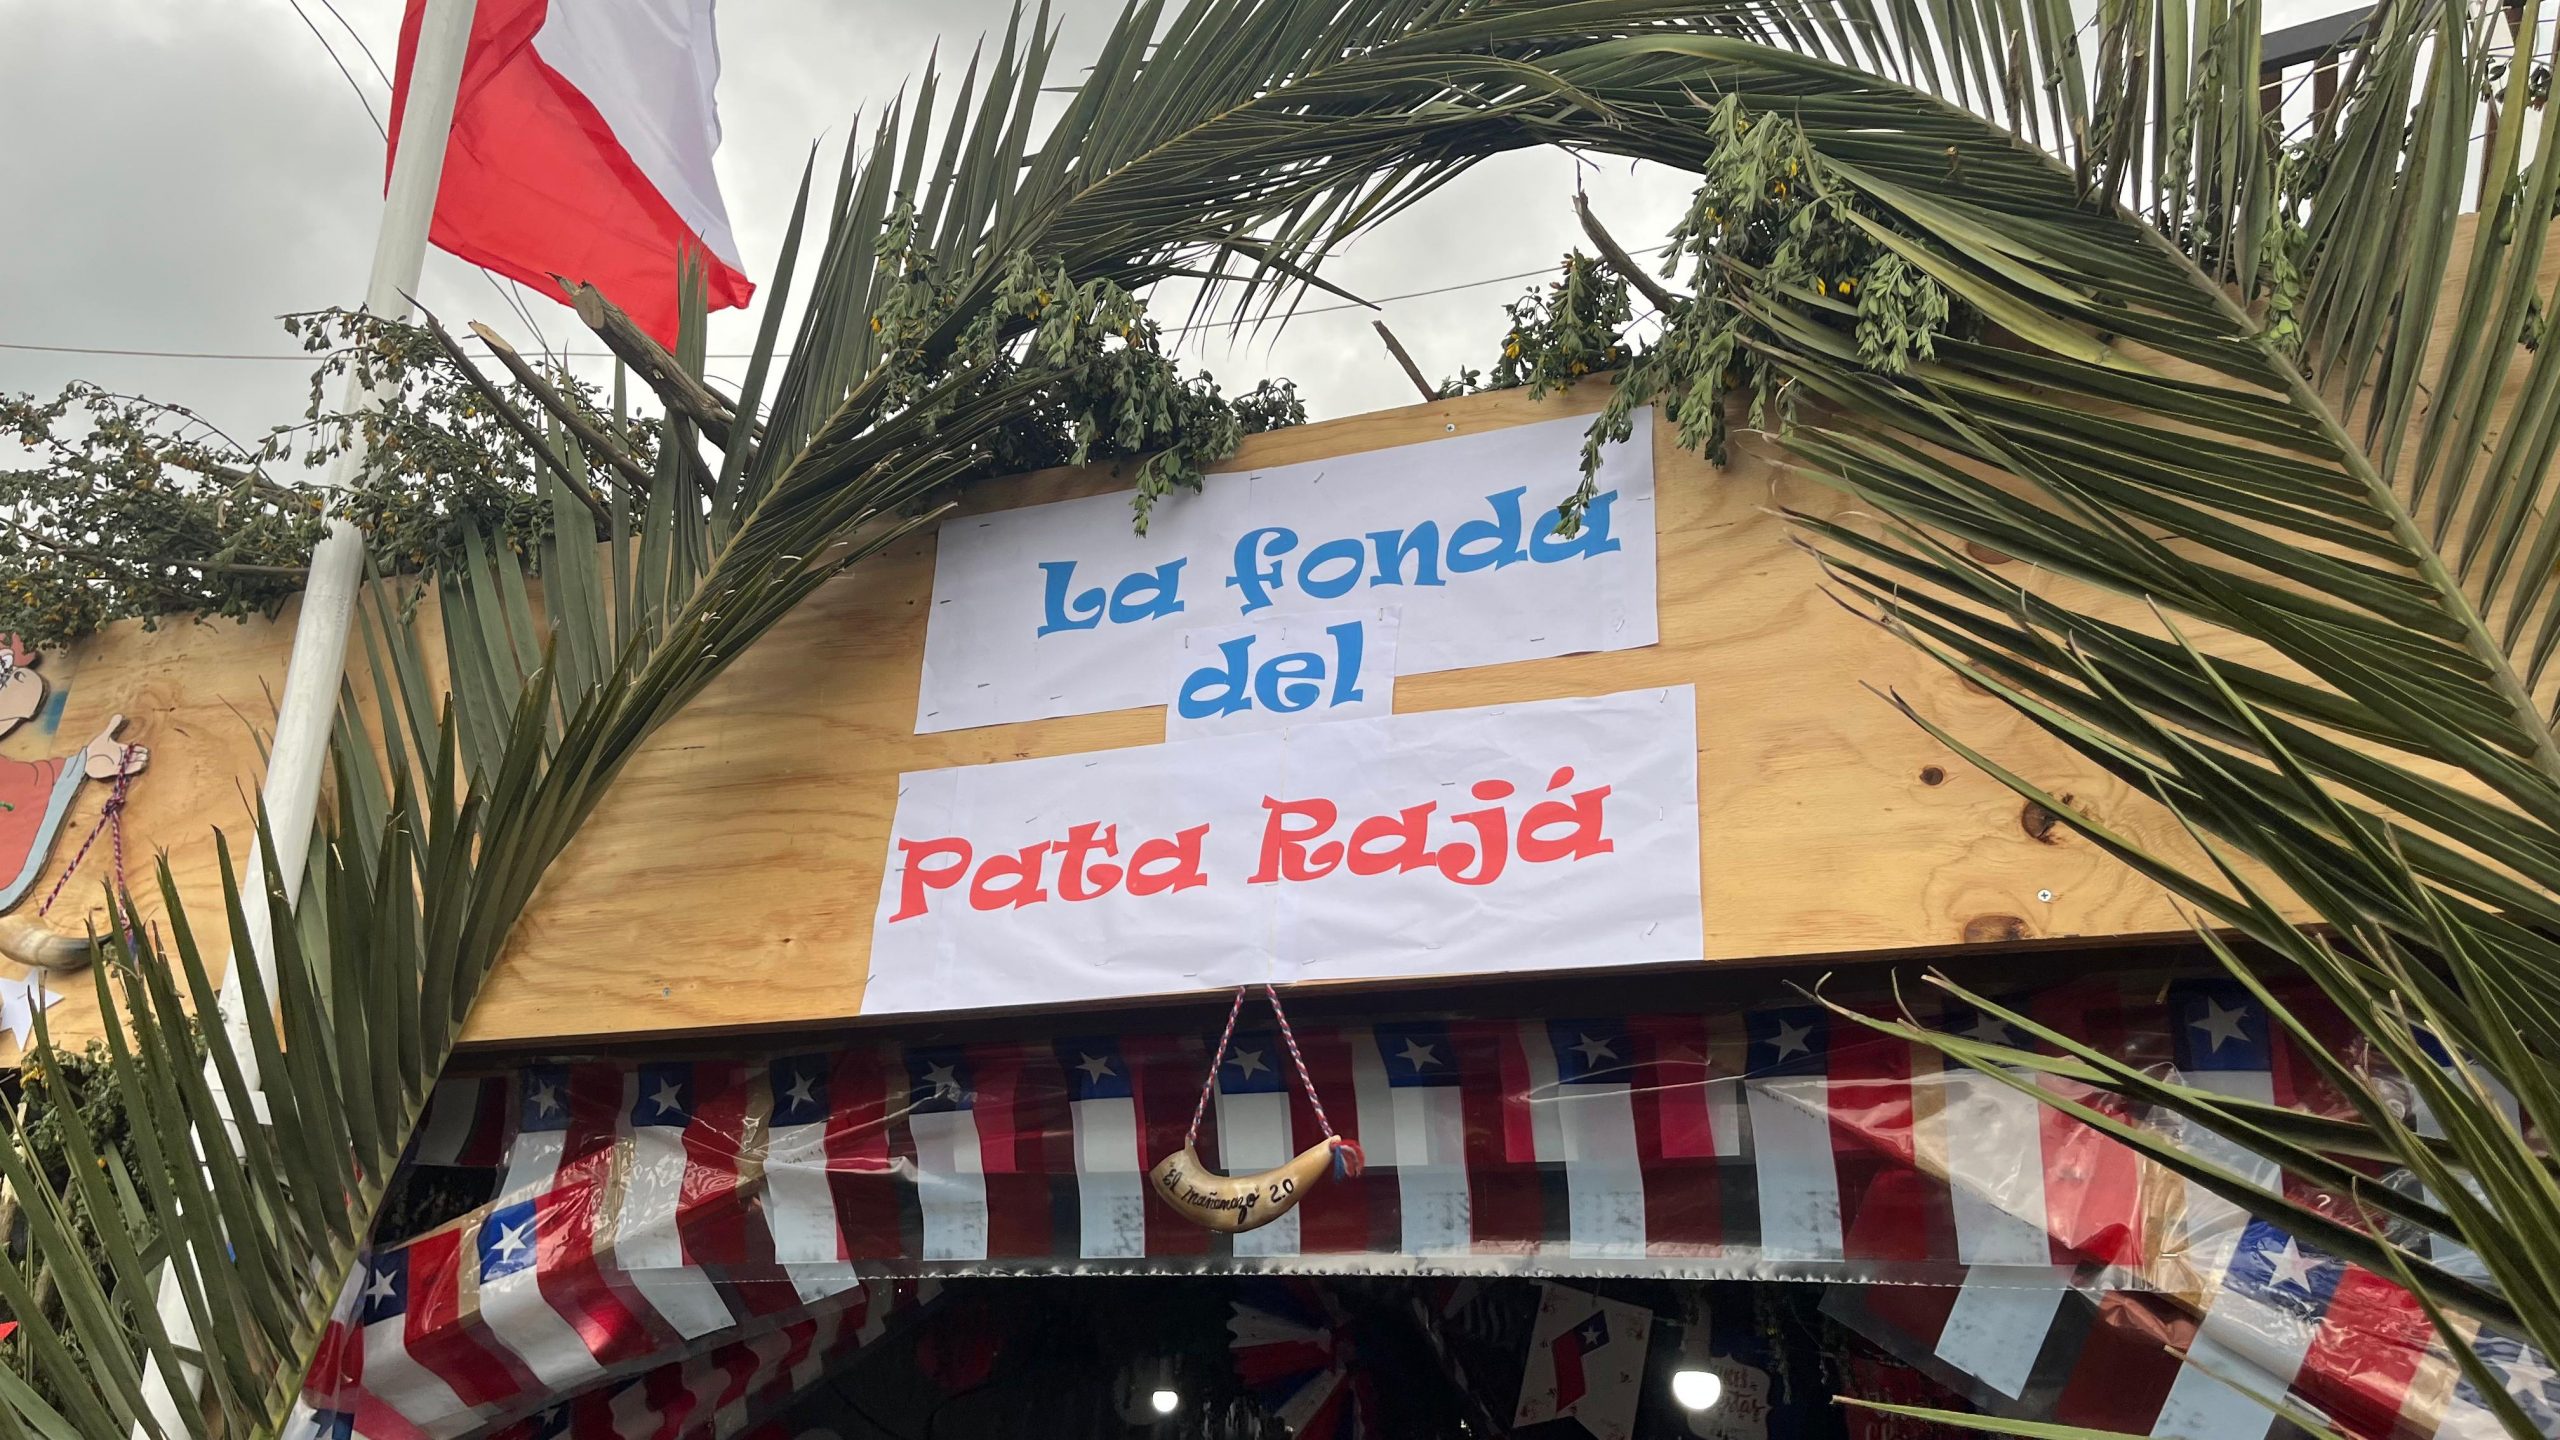 La fonda
del
Pata Rajá
El Mañanazo 2.0